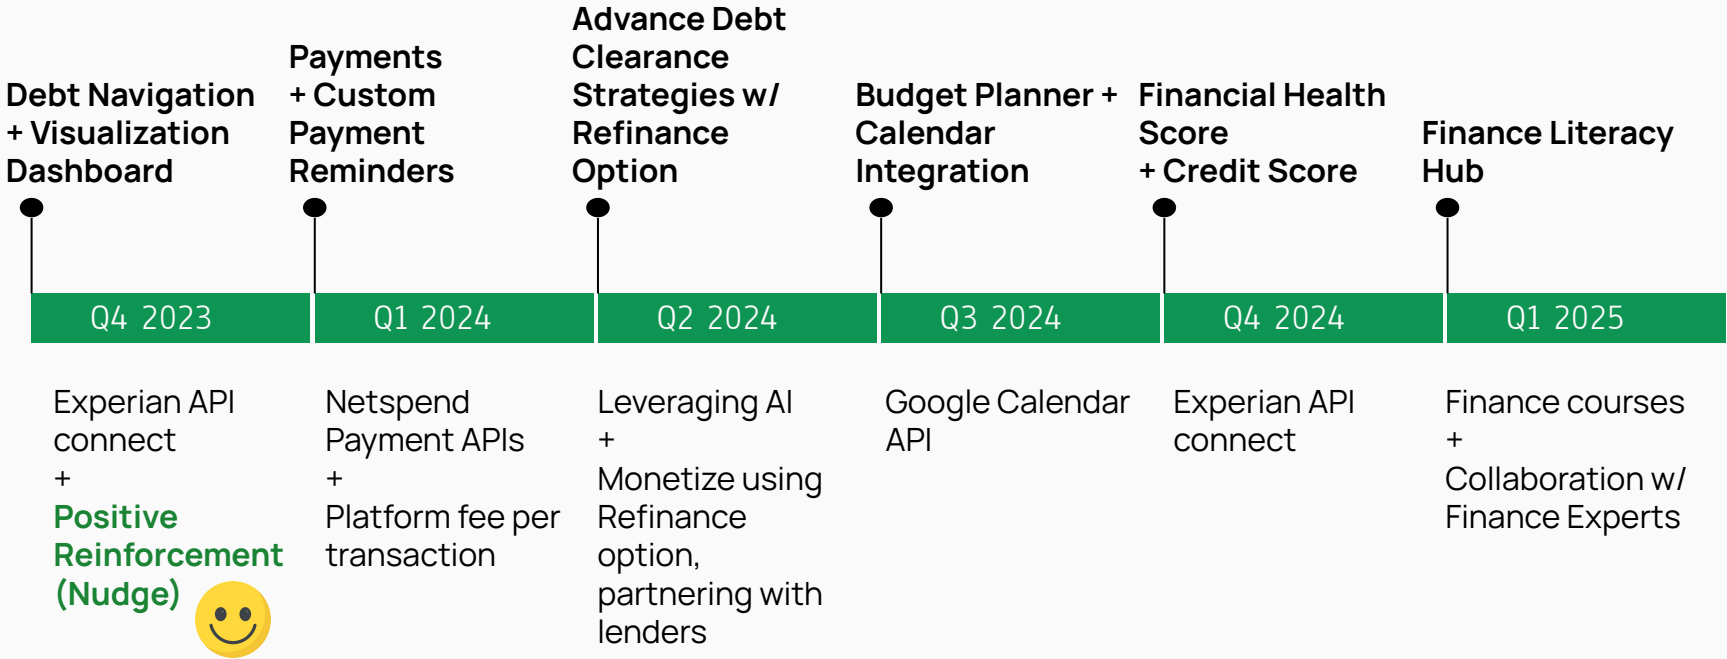 Debt Navigation
+ Visualization
Dashboard
Payments
+ Custom
Payment
Reminders
Advance Debt
Clearance
Strategies w/
Refinance
Option
Budget Planner +
Calendar
Integration
Financial Health
Score
+ Credit Score
Finance Literacy
Hub
Q4 2023
Q1 2024
Q2 2024
Q3 2024
Q4 2024
Q1 2025
Experian API
connect
+
Positive
Reinforcement
(Nudge)
Netspend
Payment APIs
+
Platform fee per
transaction
Leveraging AI
+
Monetize using
Refinance
option,
partnering with
lenders
Google Calendar
API
Experian API
connect
Finance courses
+
Collaboration w/
Finance Experts